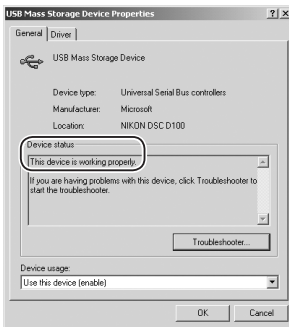 USB Mass Storage Device Properties
General Driver
USB Mass Storage Device
Device type: Universal Serial Bus controllers
Manufacturer: Microsoft
Location: NIKON DSC D100
Device status
This device is working properly.
If you are having problems with this device, click Troubleshooter to
start the troubleshooter.
Troubleshooter...
Device usage:
Use this device (enable)
OK Cancel